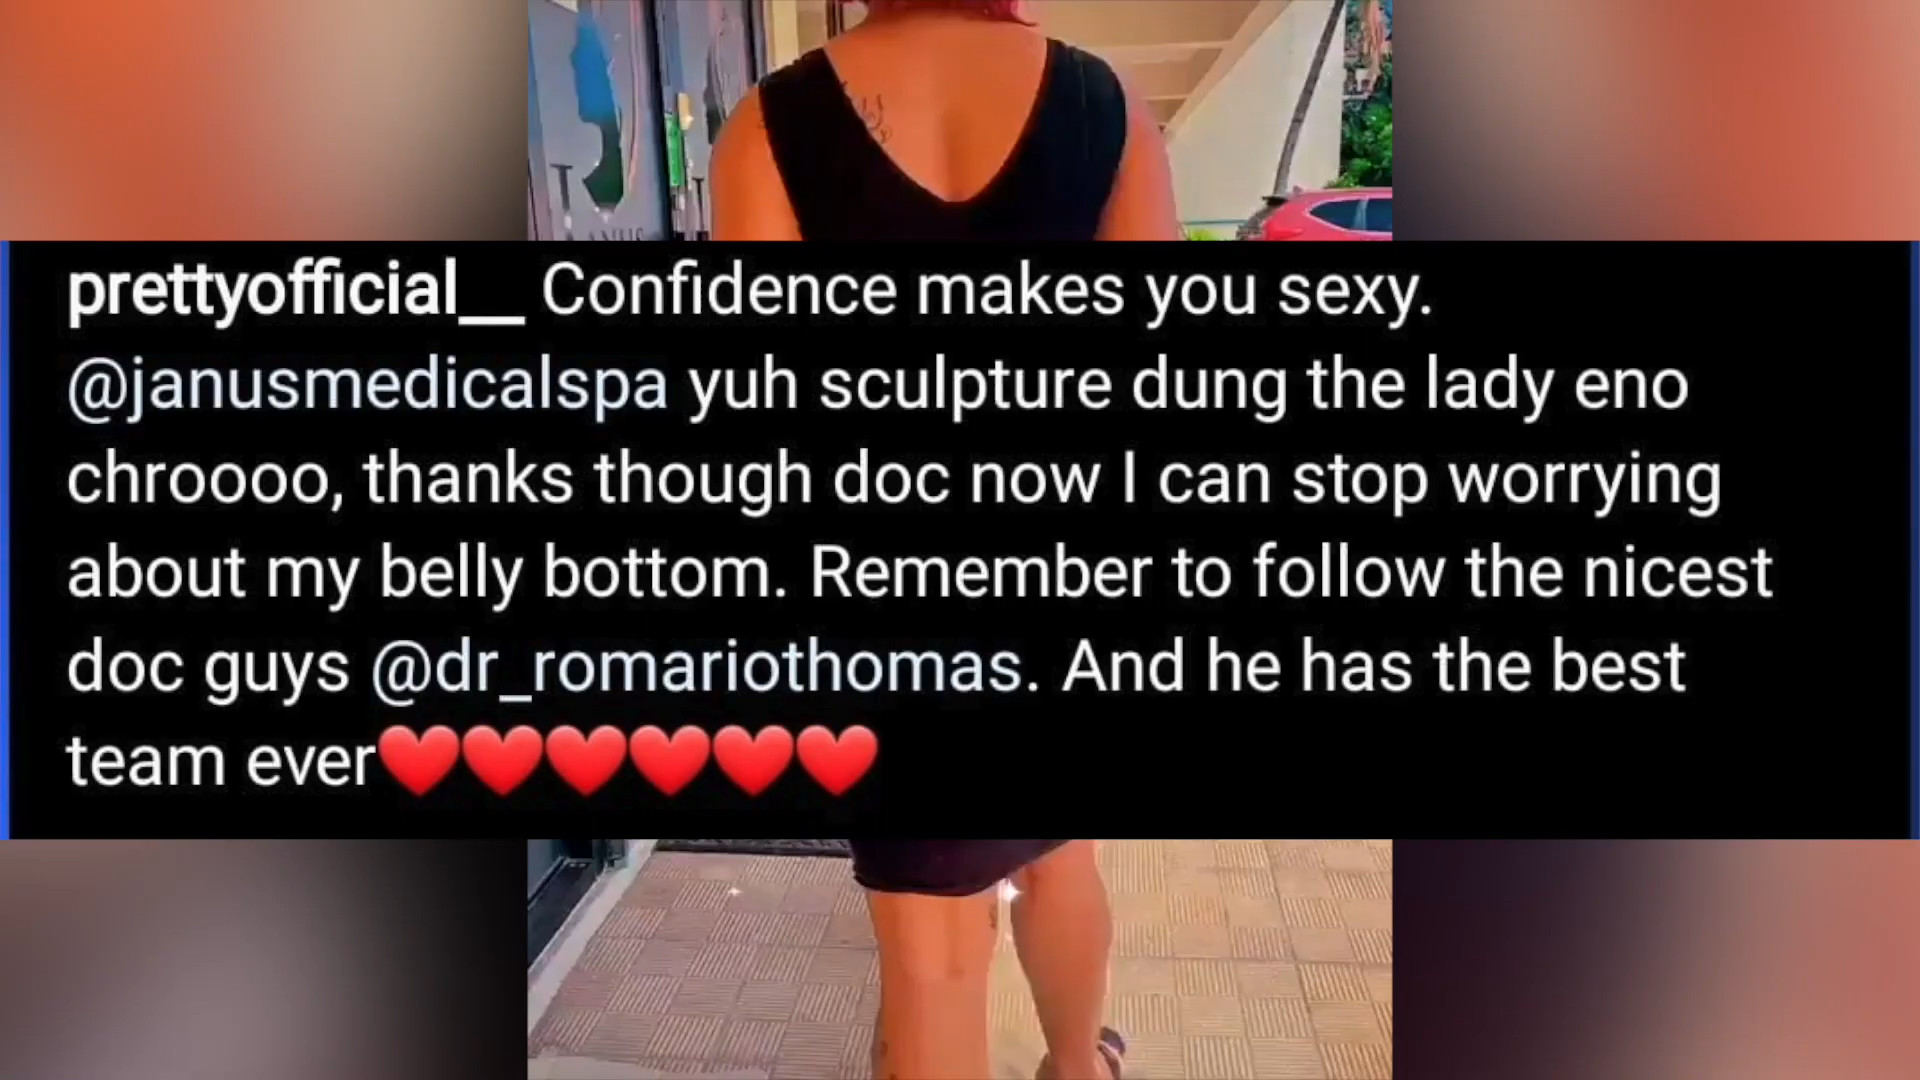 prettyofficial__ Confidence makes you sexy.
@janusmedicalspa yuh sculpture dung the lady eno
chroooo, thanks though doc now I can stop worrying
about my belly bottom. Remember to follow the nicest
doc guys @dr_romariothomas. And he has the best
team ever❤️❤️❤️❤️❤️❤️